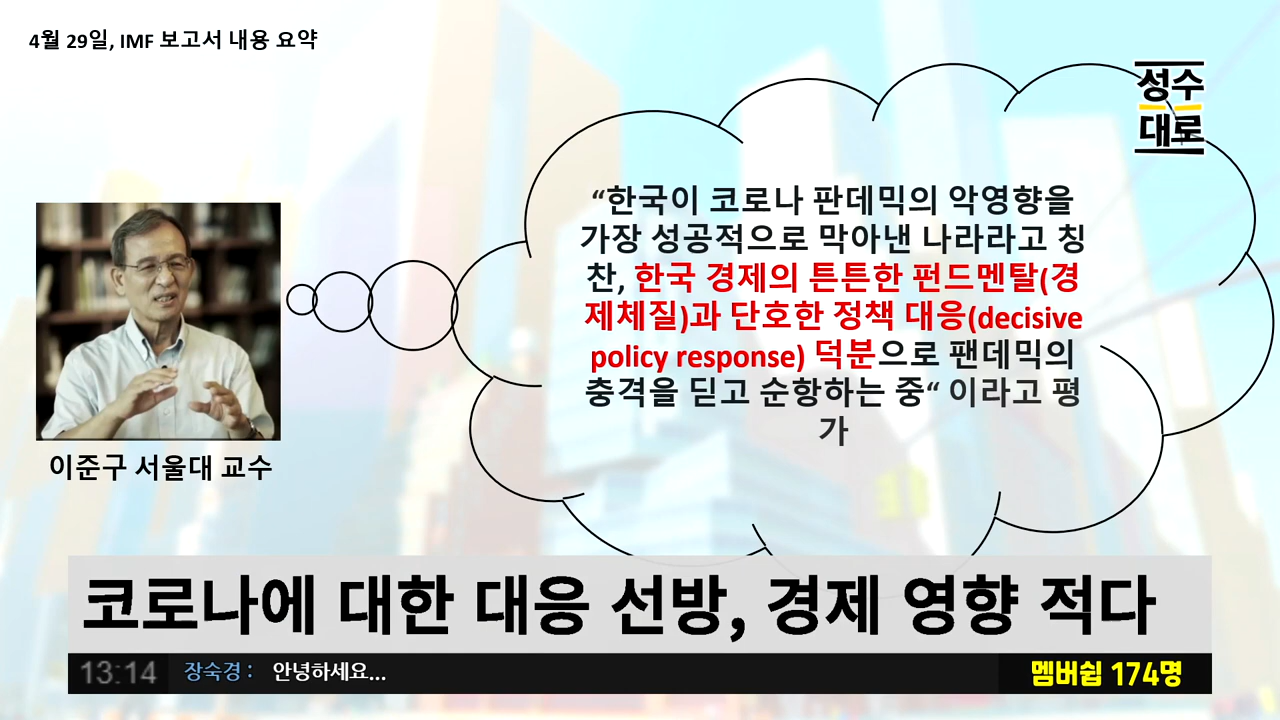 4월 29일, IMF 보고서 내용 요약
성수
대로
“한국이 코로나 판데믹의 악영향을
가장 성공적으로 막아낸 나라라고 칭
찬, 한국 경제의 튼튼한 펀드멘탈(경
제체질)과 단호한 정책 대응(decisive
policy response) 덕분으로 팬데믹의
충격을 딛고 순항하는 중“ 이라고 평
가
이준구 서울대 교수
코로나에 대한 대응 선방, 경제 영향 적다
13:14 장숙경 : 안녕하세요... 멤버쉽 174명